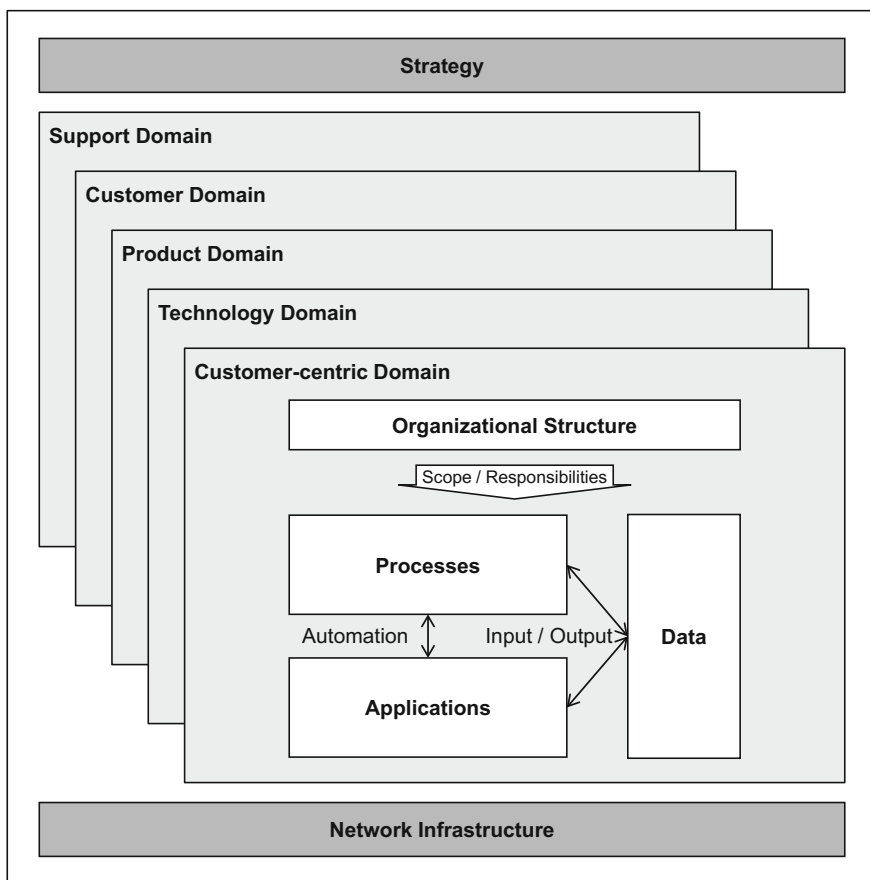 Strategy
Support Domain
Customer Domain
Product Domain
Technology Domain
Customer-centric Domain
Organizational Structure
Scope / Responsibilities
Processes
Automation
Input / Output
Data
Applications
Network Infrastructure